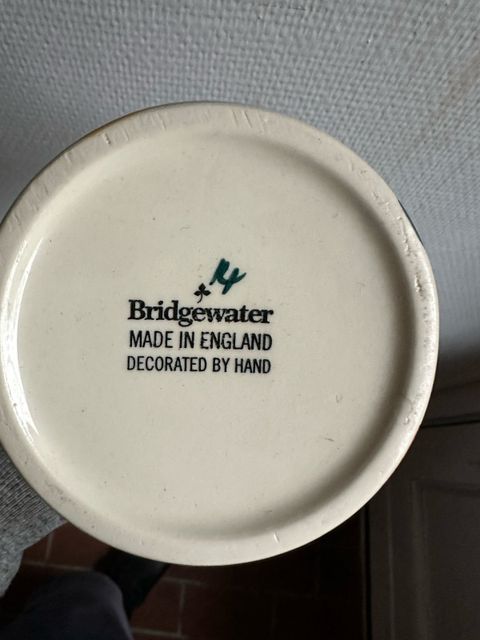 Bridgewater
MADE IN ENGLAND
DECORATED BY HAND